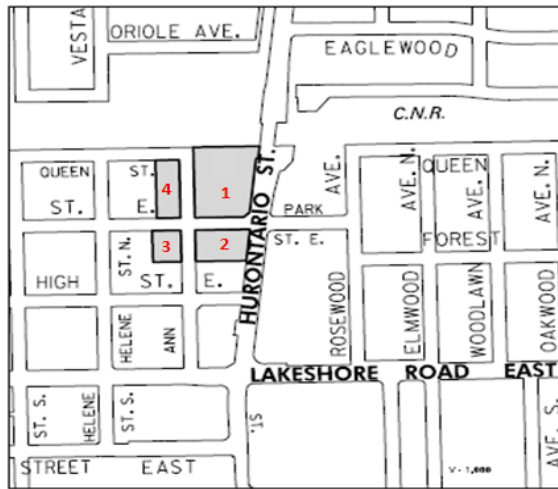 VESTA
ORIOLE AVE.
EAGLEWOOD
C.N.R.
QUEEN
ST.
ST.
E.
4
1
HURONTARIO ST.
PARK
ST. E.
AVE.
AVE. N.
QUEEN
AVE.
AVE. N.
FOREST
3
2
HIGH
ST. N.
ST.
E.
HELENE
ANN
ROSEWOOD
ELMWOOD
WOODLAWN
OAKWOOD
LAKESHORE ROAD EAST
ST. S.
HELENE
ST. S.
ST.
AVE. S.
STREET EAST